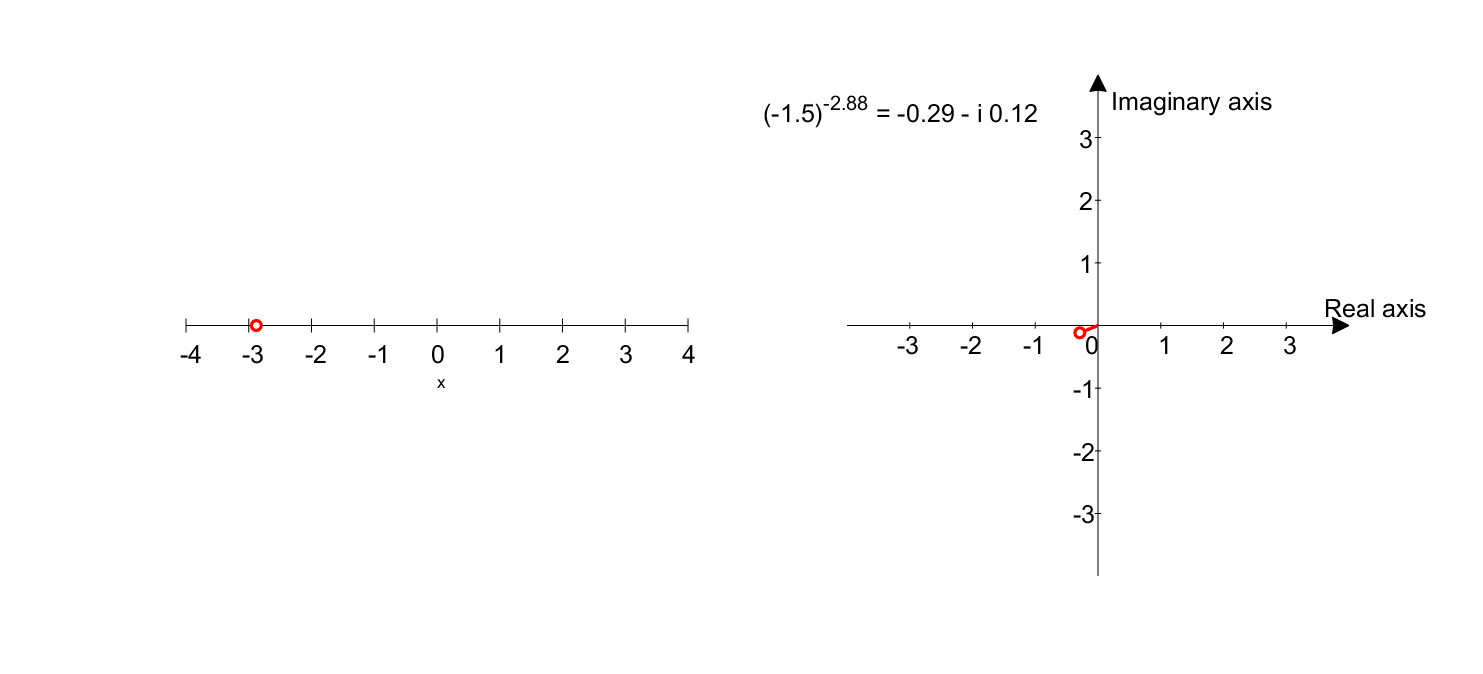 -4 -3 -2 -1 0 1 2 3 4
x
(-1.5)^-2.88 = -0.29 - i 0.12
Imaginary axis
3
2
1
Real axis
-3 -2 -1 0 1 2 3
-1
-2
-3